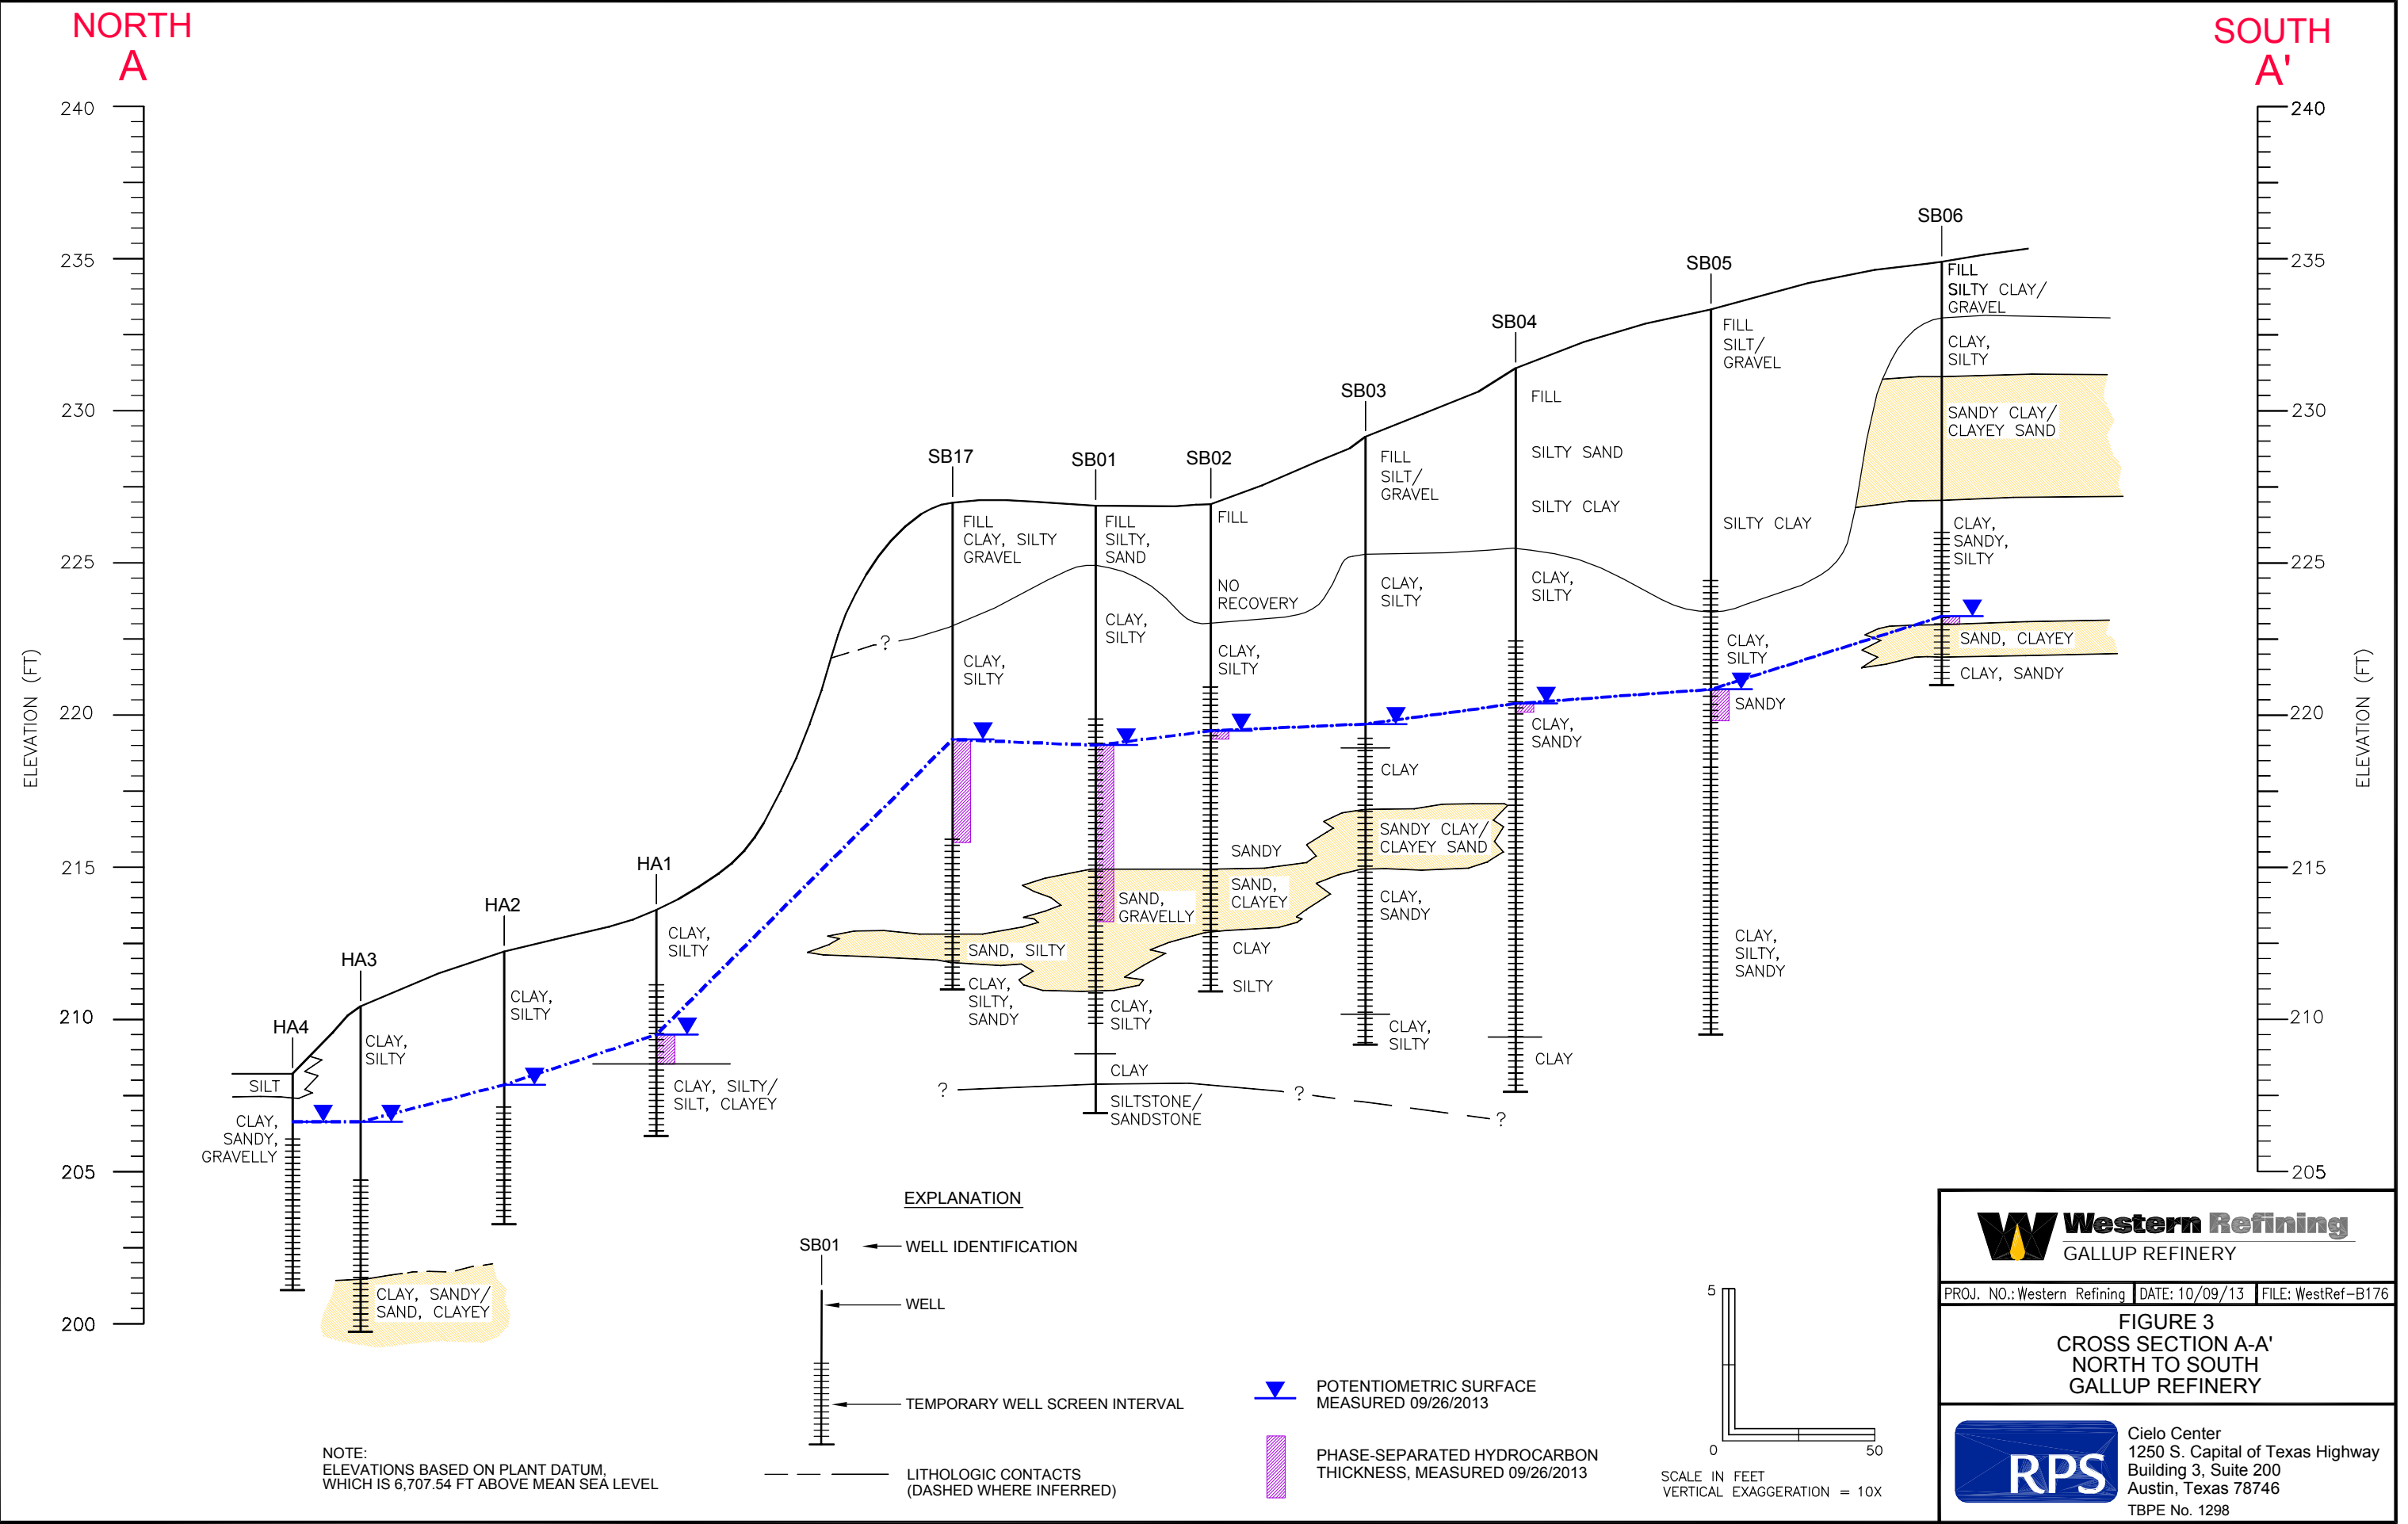 NORTH
A
SOUTH
A'
240
235
230
225
220
215
210
205
200
ELEVATION (FT)
240
235
230
225
220
215
210
205
ELEVATION (FT)
HA4
SILT
CLAY,
SANDY,
GRAVELLY
HA3
CLAY,
SILTY
CLAY, SANDY/
SAND, CLAYEY
HA2
CLAY,
SILTY
HA1
CLAY,
SILTY
CLAY, SILTY/
SILT, CLAYEY
?
SB17
FILL
CLAY, SILTY
GRAVEL
CLAY,
SILTY
SAND, SILTY
CLAY,
SILTY,
SANDY
?
SB01
FILL
SILTY,
SAND
CLAY,
SILTY
SAND,
GRAVELLY
CLAY,
SILTY
CLAY
SILTSTONE/
SANDSTONE
SB02
FILL
NO
RECOVERY
CLAY,
SILTY
SANDY
SAND,
CLAYEY
CLAY
SILTY
?
SB03
FILL
SILT/
GRAVEL
CLAY,
SILTY
CLAY
SANDY CLAY/
CLAYEY SAND
CLAY,
SANDY
CLAY,
SILTY
?
SB04
FILL
SILTY SAND
SILTY CLAY
CLAY,
SILTY
CLAY,
SANDY
CLAY
SB05
FILL
SILT/
GRAVEL
SILTY CLAY
CLAY,
SILTY
SANDY
CLAY,
SILTY,
SANDY
SB06
FILL
SILTY CLAY/
GRAVEL
CLAY,
SILTY
SANDY CLAY/
CLAYEY SAND
CLAY,
SANDY,
SILTY
SAND, CLAYEY
CLAY, SANDY
EXPLANATION
SB01
WELL IDENTIFICATION
WELL
TEMPORARY WELL SCREEN INTERVAL
LITHOLOGIC CONTACTS
(DASHED WHERE INFERRED)
POTENTIOMETRIC SURFACE
MEASURED 09/26/2013
PHASE-SEPARATED HYDROCARBON
THICKNESS, MEASURED 09/26/2013
NOTE:
ELEVATIONS BASED ON PLANT DATUM,
WHICH IS 6,707.54 FT ABOVE MEAN SEA LEVEL
5
0
50
SCALE IN FEET
VERTICAL EXAGGERATION = 10X
Western Refining
GALLUP REFINERY
PROJ. NO.: Western Refining
DATE: 10/09/13
FILE: WestRef-B176
FIGURE 3
CROSS SECTION A-A'
NORTH TO SOUTH
GALLUP REFINERY
RPS
Cielo Center
1250 S. Capital of Texas Highway
Building 3, Suite 200
Austin, Texas 78746
TBPE No. 1298